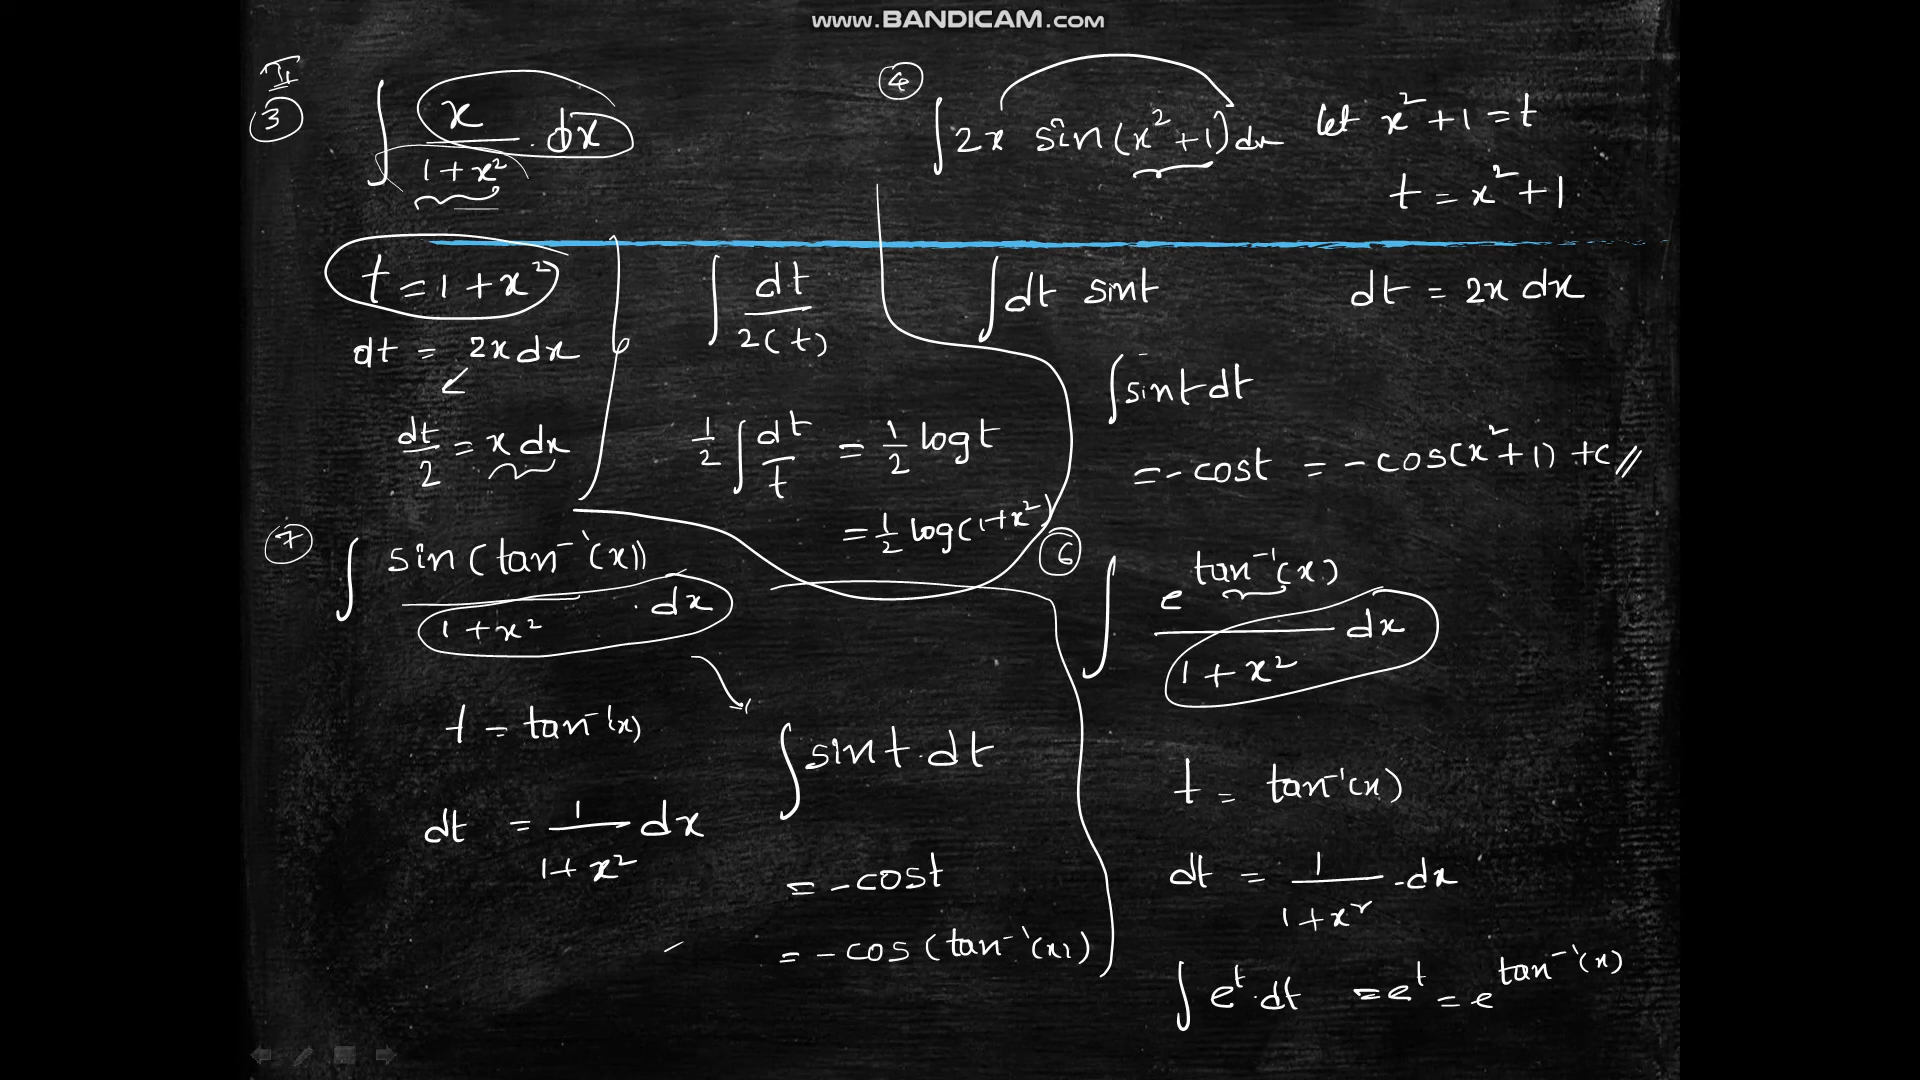 www.BANDICAM.com
II
③ ∫ x/(1+x²) . dx
t = 1+x²
dt = 2x dx
dt/2 = x dx
∫ dt/2(t)
1/2 ∫ dt/t = 1/2 log t
= 1/2 log(1+x²)
④ ∫ 2x sin(x²+1) dx let x²+1 = t
t = x²+1
∫ dt sint dt = 2x dx
∫ sint dt
= -cost = -cos(x²+1) +c //
⑦ ∫ sin(tan⁻¹(x))/(1+x²) . dx
t = tan⁻¹(x)
dt = 1/(1+x²) dx
∫ sint . dt
= -cost
= -cos(tan⁻¹(x))
⑥ ∫ e^tan⁻¹(x)/(1+x²) dx
t = tan⁻¹(x)
dt = 1/(1+x²) . dx
∫ e^t . dt = e^t = e^tan⁻¹(x)